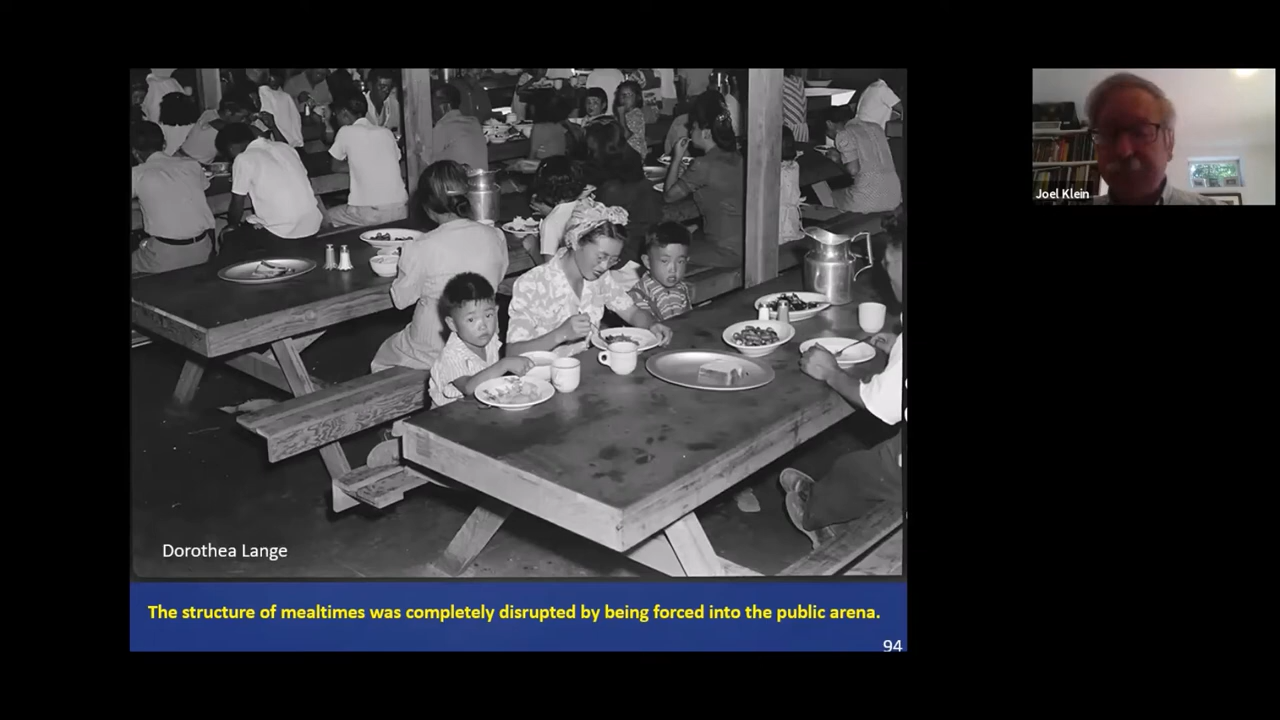 Joel Klein
Dorothea Lange
The structure of mealtimes was completely disrupted by being forced into the public arena.
94